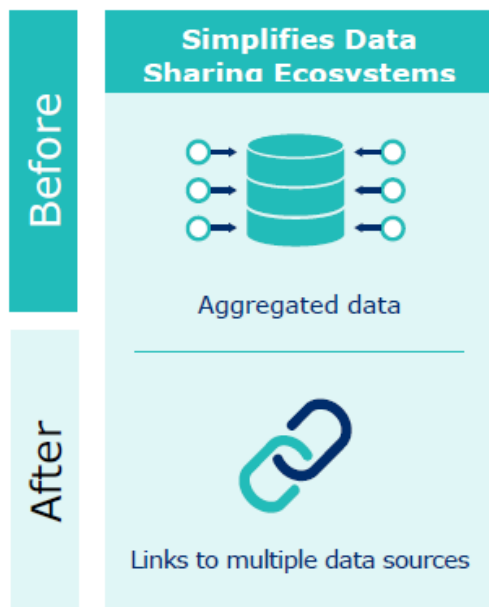 Simplifies Data
Sharing Ecosystems
Before
Aggregated data
After
Links to multiple data sources